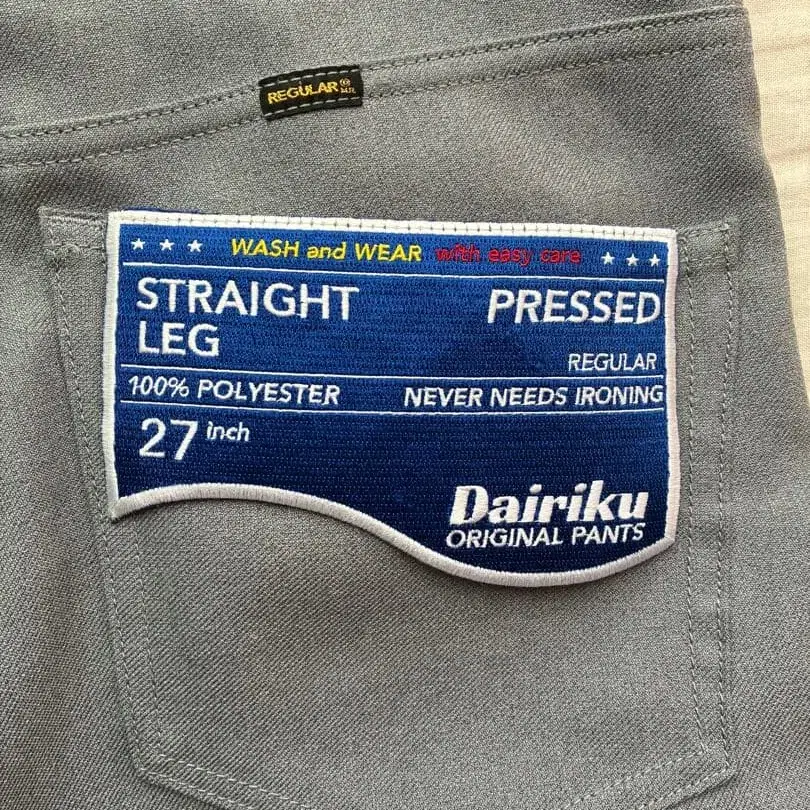 REGULAR
★ ★ ★ WASH and WEAR with easy care ★ ★ ★
STRAIGHT LEG
PRESSED
REGULAR
100% POLYESTER NEVER NEEDS IRONING
27 inch
Dairiku
ORIGINAL PANTS